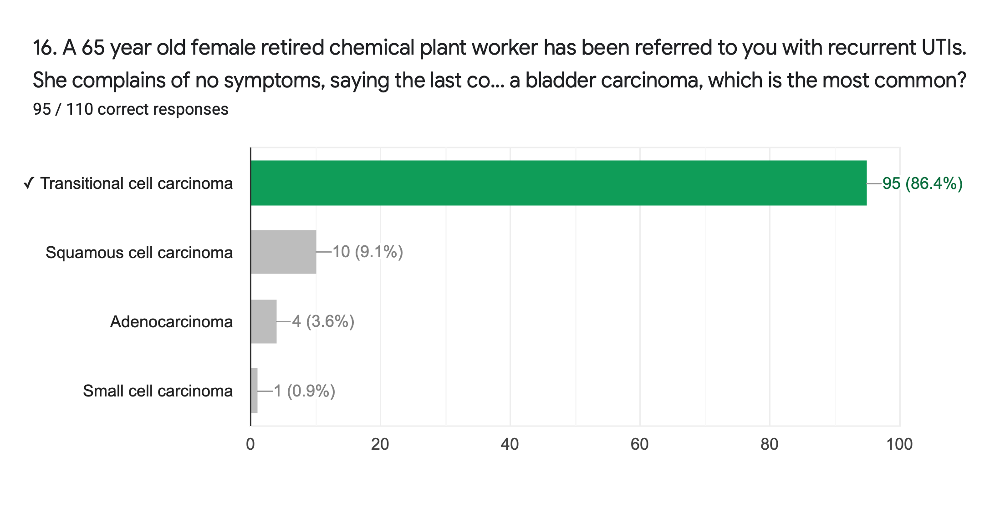 16. A 65 year old female retired chemical plant worker has been referred to you with recurrent UTIs.
She complains of no symptoms, saying the last co... a bladder carcinoma, which is the most common?
95 / 110 correct responses
✓ Transitional cell carcinoma
95 (86.4%)
Squamous cell carcinoma
10 (9.1%)
Adenocarcinoma
4 (3.6%)
Small cell carcinoma
1 (0.9%)
0 20 40 60 80 100